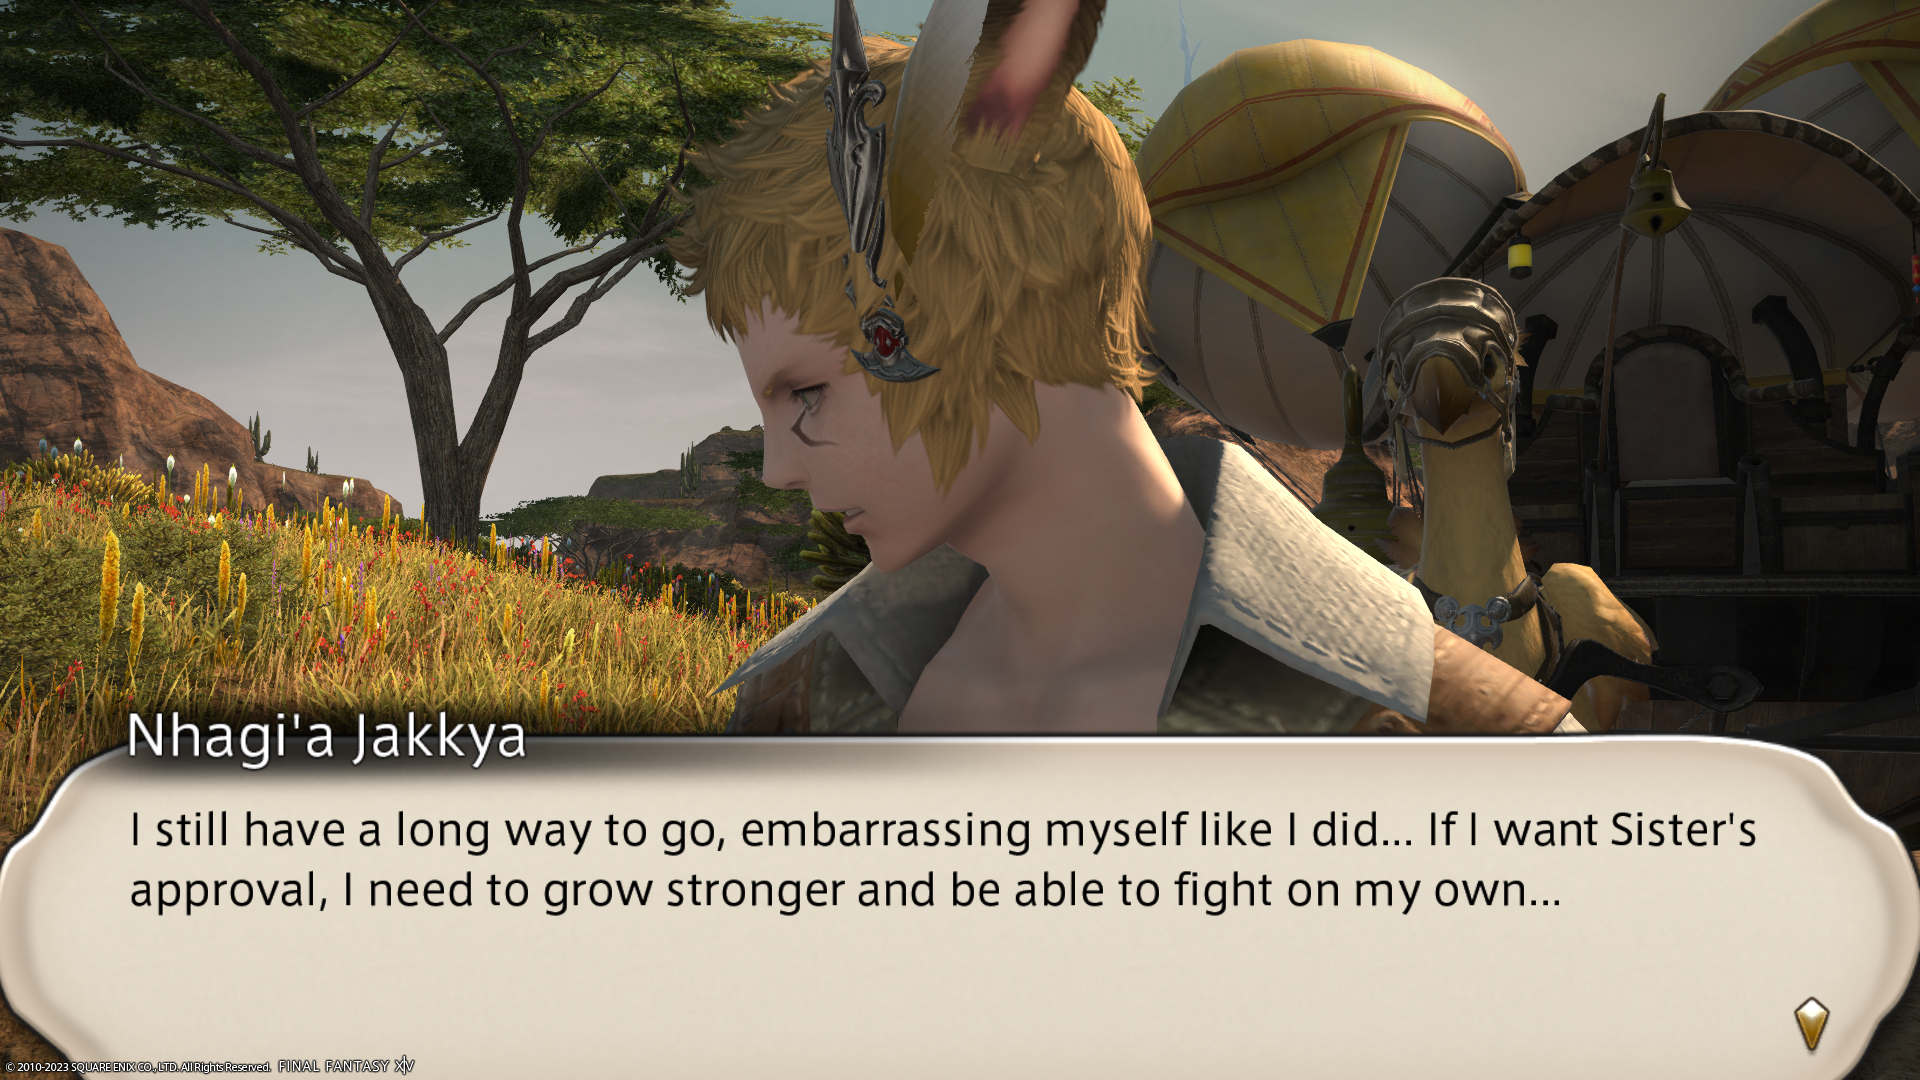 Nhagi'a Jakkya
I still have a long way to go, embarrassing myself like I did... If I want Sister's
approval, I need to grow stronger and be able to fight on my own...
© 2010-2023 SQUARE ENIX CO., LTD. All Rights Reserved. FINAL FANTASY XIV